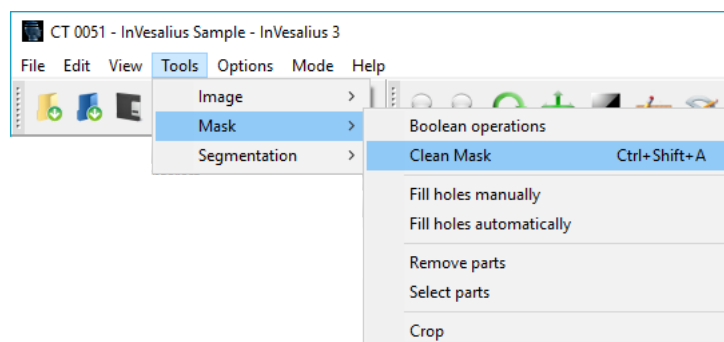 CT 0051 - InVesalius Sample - InVesalius 3
File Edit View Tools Options Mode Help
Image
Mask
Segmentation
Boolean operations
Clean Mask Ctrl+Shift+A
Fill holes manually
Fill holes automatically
Remove parts
Select parts
Crop